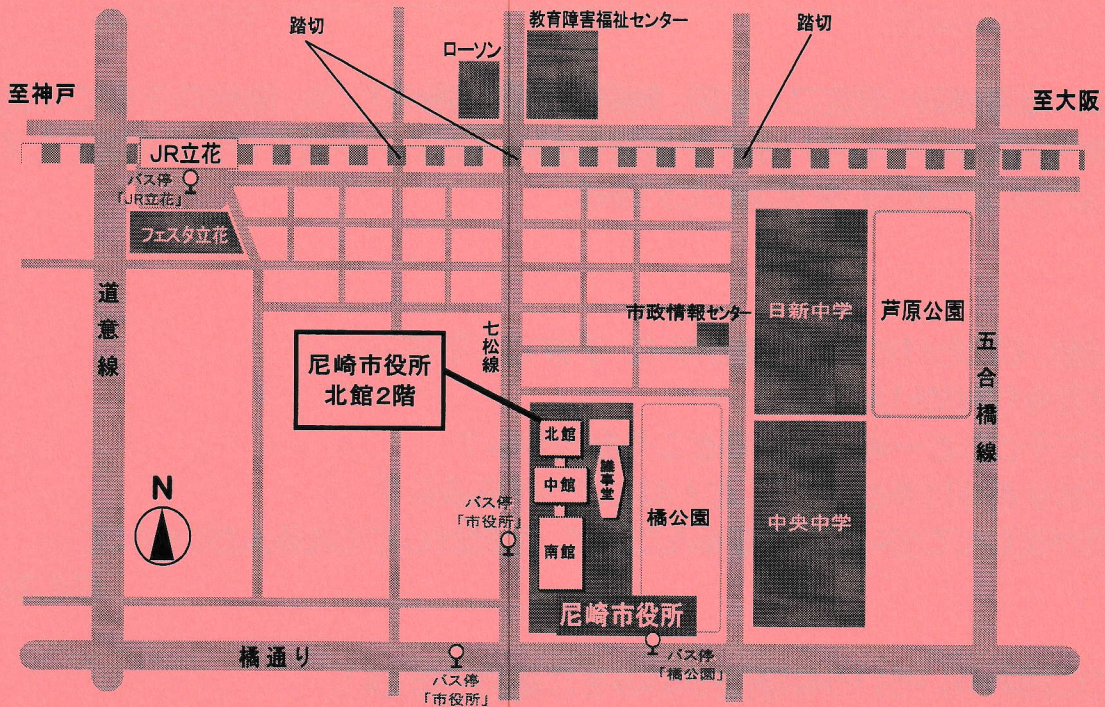 教育障害福祉センター
踏切
踏切
ローソン
至神戸
至大阪
JR立花
バス停
「JR立花」
フェスタ立花
道意線
七松線
市政情報センター
日新中学
芦原公園
五合橋線
尼崎市役所
北館2階
北館
議事堂
中館
南館
バス停
「市役所」
橘公園
中央中学
N
尼崎市役所
橘通り
バス停
「市役所」
バス停
「橘公園」